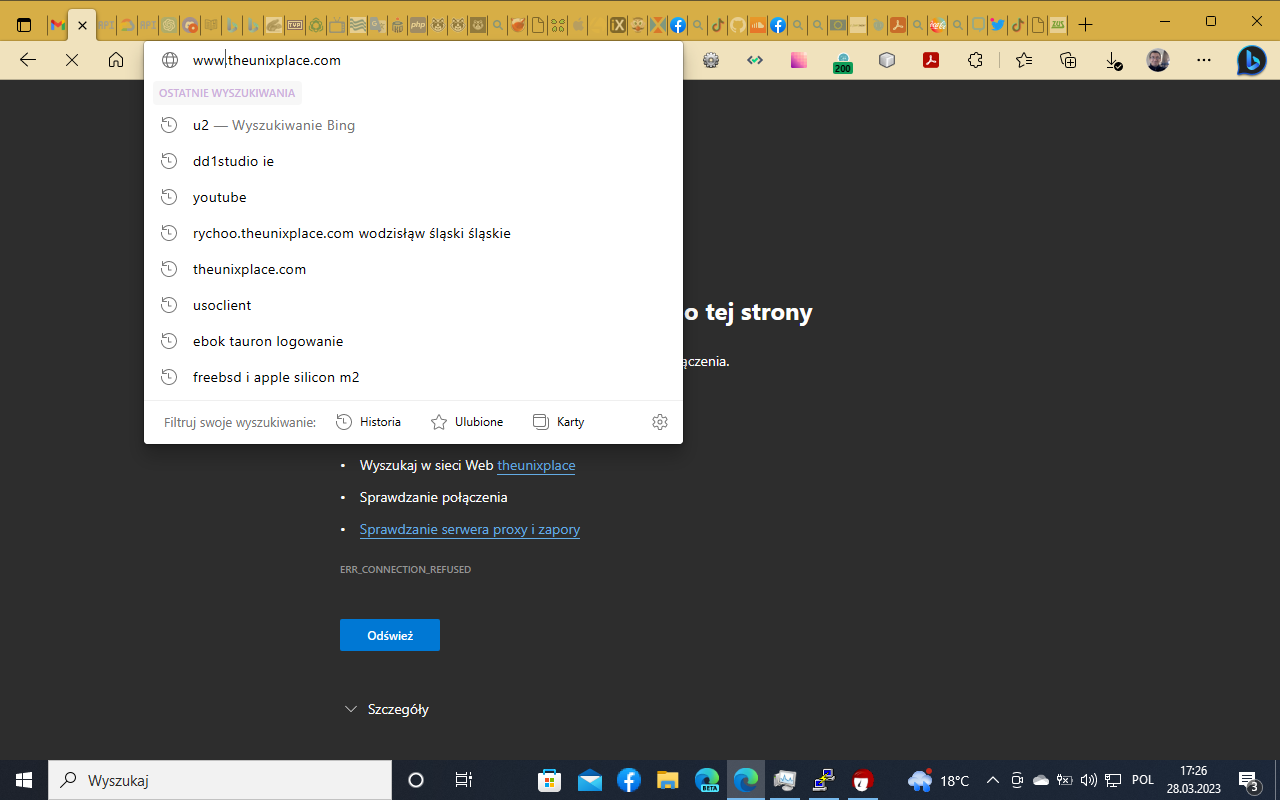 www.theunixplace.com
200
OSTATNIE WYSZUKIWANIA
u2 — Wyszukiwanie Bing
dd1studio ie
youtube
rychoo.theunixplace.com wodzisłąw śląski śląskie
theunixplace.com
usoclient
ebok tauron logowanie
freebsd i apple silicon m2
Filtruj swoje wyszukiwanie: Historia Ulubione Karty
o tej strony
ączenia.
• Wyszukaj w sieci Web theunixplace
• Sprawdzanie połączenia
• Sprawdzanie serwera proxy i zapory
ERR_CONNECTION_REFUSED
Odśwież
Szczegóły
Wyszukaj
BETA
18°C
POL
17:26
28.03.2023
3